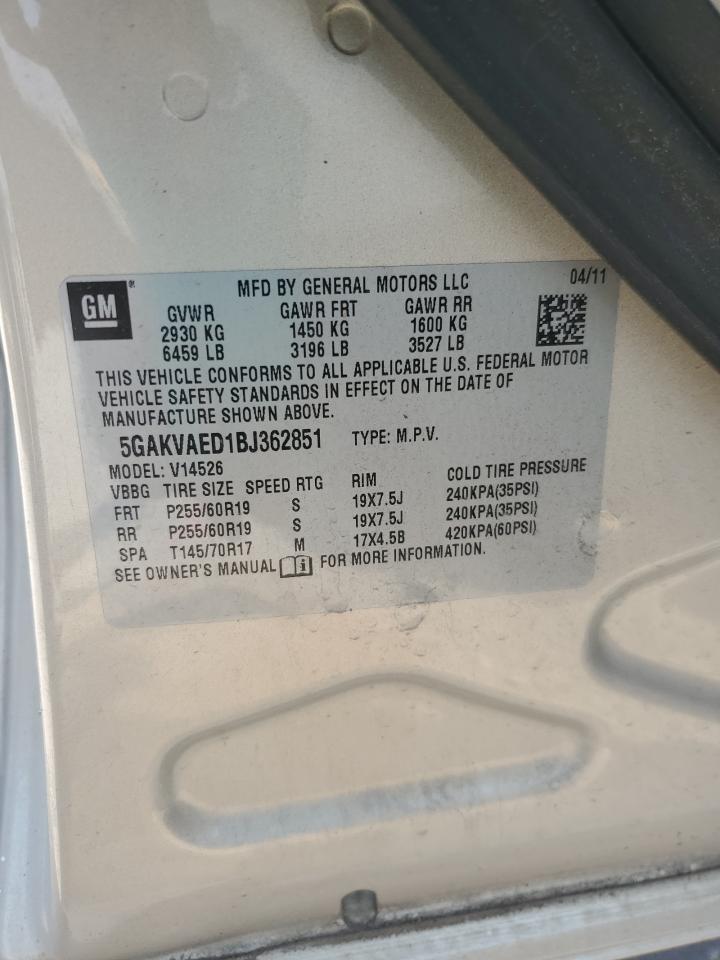 GM®
MFD BY GENERAL MOTORS LLC 04/11
GVWR GAWR FRT GAWR RR
2930 KG 1450 KG 1600 KG
6459 LB 3196 LB 3527 LB
THIS VEHICLE CONFORMS TO ALL APPLICABLE U.S. FEDERAL MOTOR
VEHICLE SAFETY STANDARDS IN EFFECT ON THE DATE OF
MANUFACTURE SHOWN ABOVE.
5GAKVAED1BJ362851 TYPE: M.P.V.
MODEL: V14526
VBBG TIRE SIZE SPEED RTG RIM COLD TIRE PRESSURE
FRT P255/60R19 S 19X7.5J 240KPA(35PSI)
RR P255/60R19 S 19X7.5J 240KPA(35PSI)
SPA T145/70R17 M 17X4.5B 420KPA(60PSI)
SEE OWNER'S MANUAL i FOR MORE INFORMATION.